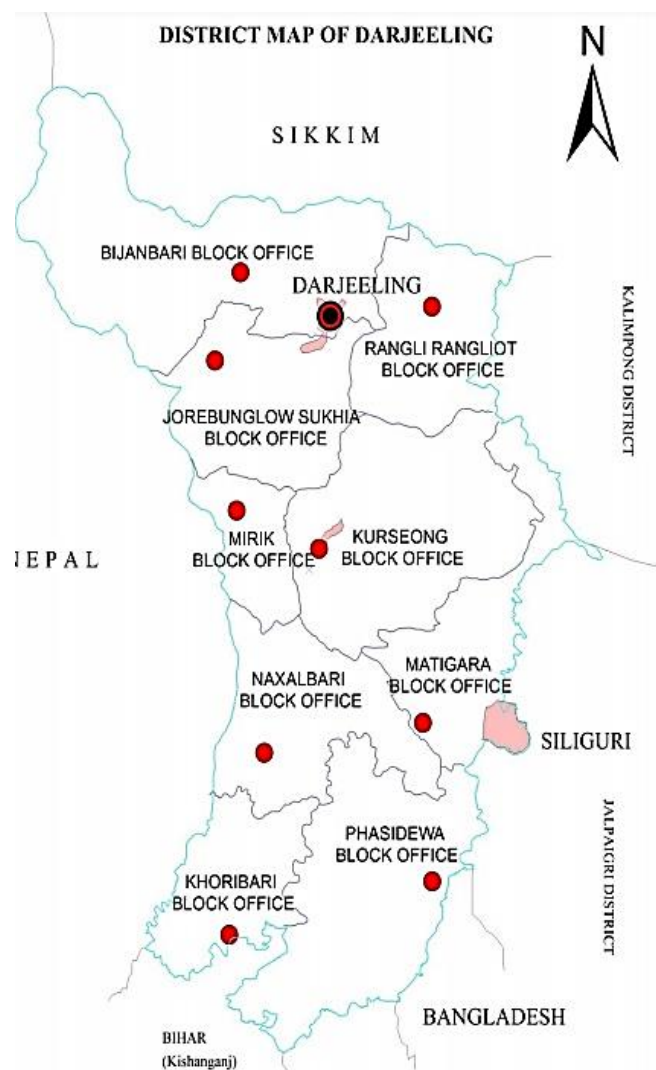 DISTRICT MAP OF DARJEELING
N
SIKKIM
BIJANBARI BLOCK OFFICE
DARJEELING
RANGLI RANGLIOT
BLOCK OFFICE
KALIMPONG DISTRICT
JOREBUNGLOW SUKHIA
BLOCK OFFICE
MIRIK
BLOCK OFFICE
KURSEONG
BLOCK OFFICE
NEPAL
NAXALBARI
BLOCK OFFICE
MATIGARA
BLOCK OFFICE
SILIGURI
PHASIDEWA
BLOCK OFFICE
JALPAIGRI DISTRICT
KHORIBARI
BLOCK OFFICE
BANGLADESH
BIHAR
(Kishanganj)